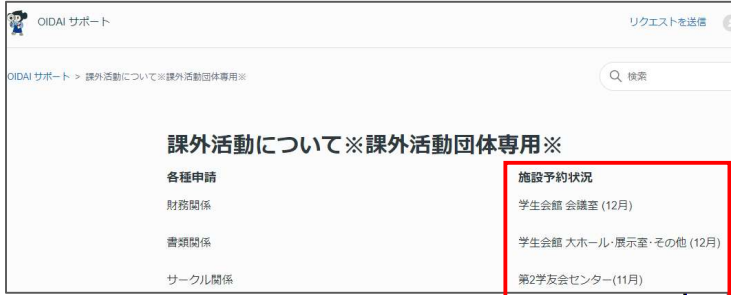 OIDAI サポート
リクエストを送信
OIDAI サポート > 課外活動について※課外活動団体専用※
検索
課外活動について※課外活動団体専用※
各種申請
財務関係
書類関係
サークル関係
施設予約状況
学生会館 会議室 (12月)
学生会館 大ホール・展示室・その他 (12月)
第2学友会センター(11月)